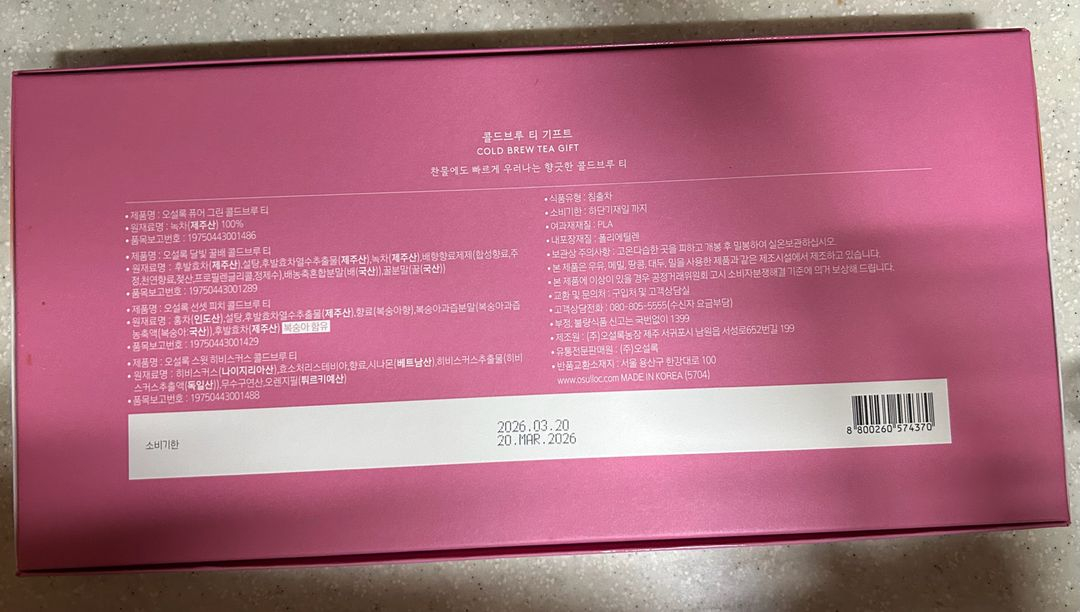 콜드브루 티 기프트
COLD BREW TEA GIFT
찬물에도 빠르게 우러나는 향긋한 콜드브루 티
• 제품명 : 오설록 퓨어 그린 콜드브루 티
• 원재료명 : 녹차(제주산) 100%
• 품목보고번호 : 19750443001486
• 제품명 : 오설록 달빛 꿀배 콜드브루 티
• 원재료명 : 후발효차(제주산),설탕,후발효차열수추출물(제주산),녹차(제주산),배향향료제제(합성향료,주
정,천연향료,젖산,프로필렌글리콜,정제수),배농축혼합분말(배(국산)),꿀분말(꿀(국산))
• 품목보고번호 : 19750443001289
• 제품명 : 오설록 선셋 피치 콜드브루 티
• 원재료명 : 홍차(인도산),설탕,후발효차열수추출물(제주산),향료(복숭아향),복숭아과즙분말(복숭아과즙
농축액(복숭아:국산)),후발효차(제주산) 복숭아 함유
• 품목보고번호 : 19750443001429
• 제품명 : 오설록 스윗 히비스커스 콜드브루 티
• 원재료명 : 히비스커스(나이지리아산),효소처리스테비아,향료,시나몬(베트남산),히비스커스추출물(히비
스커스추출액(독일산)),무수구연산,오렌지필(튀르키예산)
• 품목보고번호 : 19750443001488
• 식품유형 : 침출차
• 소비기한 : 하단기재일 까지
• 여과재재질 : PLA
• 내포장재질 : 폴리에틸렌
• 보관상 주의사항 : 고온다습한 곳을 피하고 개봉 후 밀봉하여 실온보관하십시오.
• 본 제품은 우유, 메밀, 땅콩, 대두, 밀을 사용한 제품과 같은 제조시설에서 제조하고 있습니다.
• 본 제품에 이상이 있을 경우 공정거래위원회 고시 소비자분쟁해결 기준에 의거 보상해 드립니다.
• 교환 및 문의처 : 구입처 및 고객상담실
• 고객상담전화 : 080-805-5555(수신자 요금부담)
• 부정, 불량식품 신고는 국번없이 1399
• 제조원 : (주)오설록농장 제주 서귀포시 남원읍 서성로652번길 199
• 유통전문판매원 : (주)오설록
• 반품교환소재지 : 서울 용산구 한강대로 100
www.osulloc.com MADE IN KOREA (5704)
소비기한
2026.03.20
20.MAR.2026
8 800260 574370